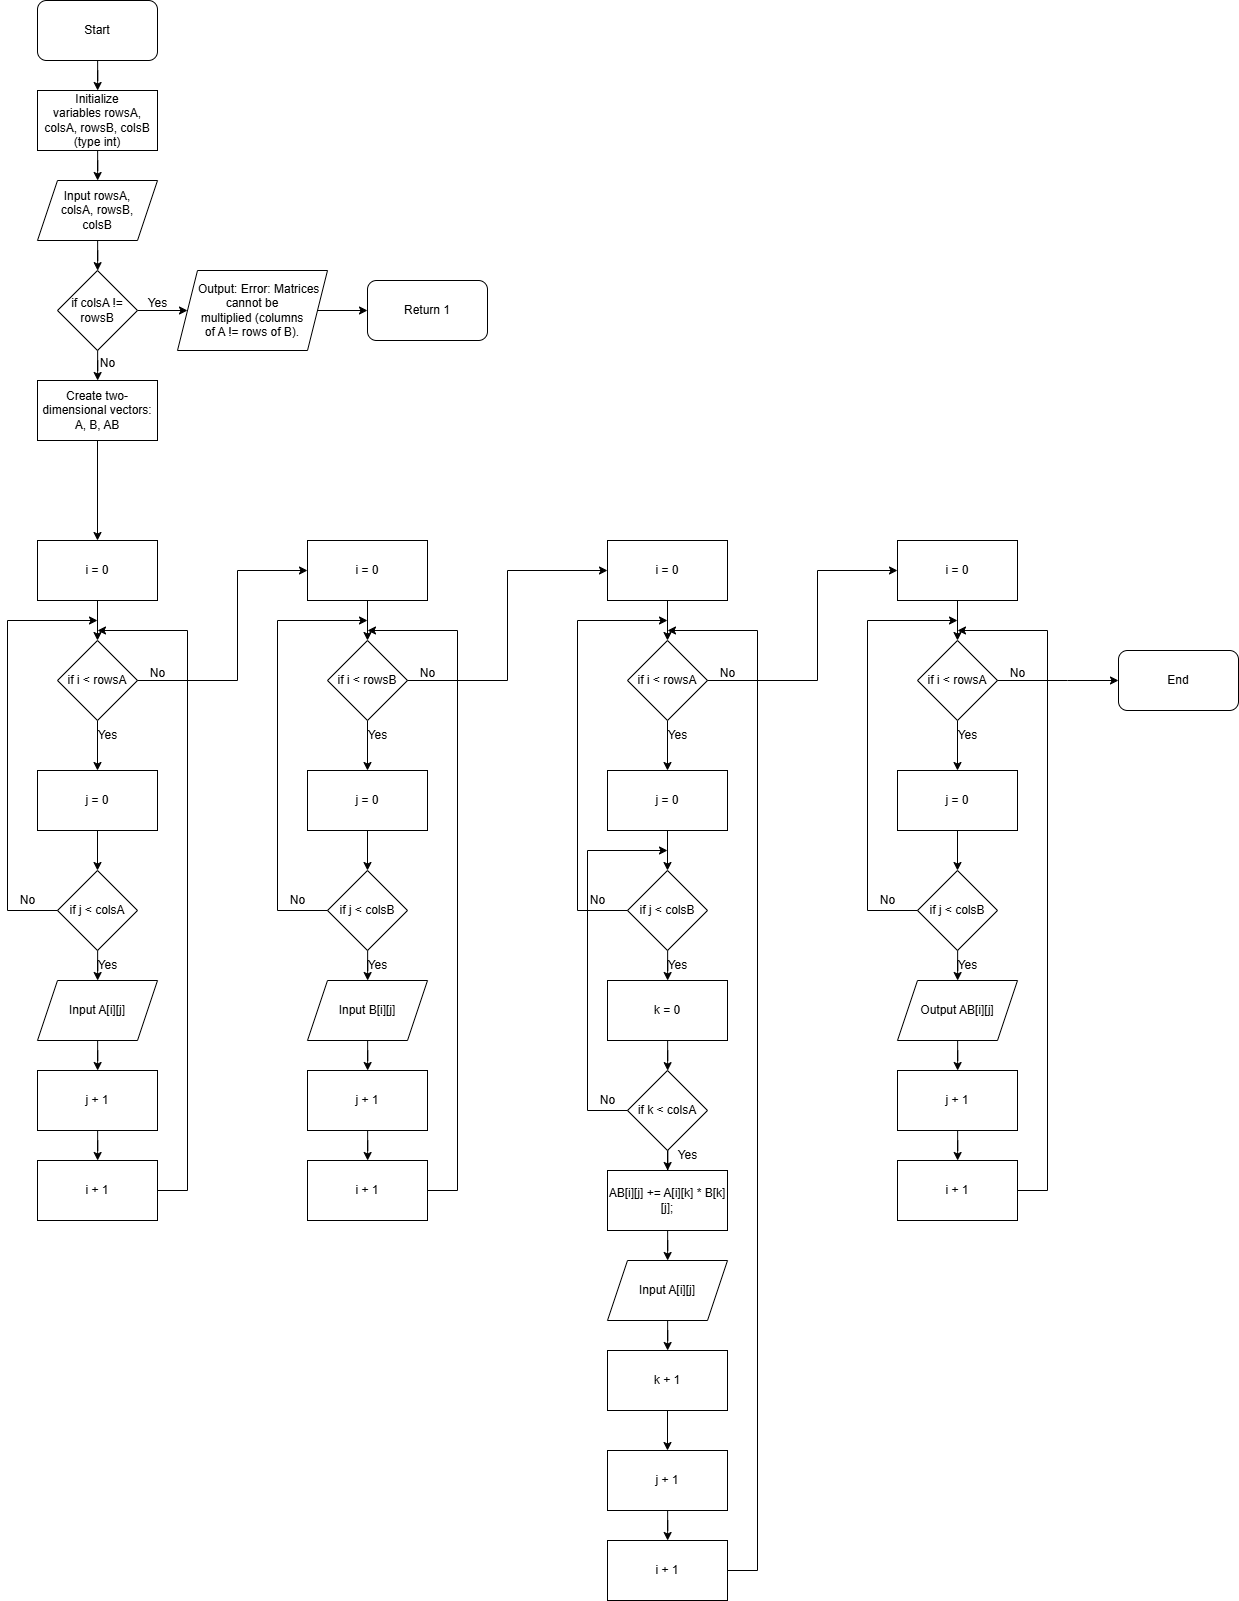 Start
Initialize
variables rowsA,
colsA, rowsB, colsB
(type int)
Input rowsA,
colsA, rowsB,
colsB
if colsA !=
rowsB
Yes
Output: Error: Matrices
cannot be
multiplied (columns
of A != rows of B).
Return 1
No
Create two-
dimensional vectors:
A, B, AB
i = 0
if i < rowsA
No
Yes
j = 0
if j < colsA
No
Yes
Input A[i][j]
j + 1
i + 1
i = 0
if i < rowsB
No
Yes
j = 0
if j < colsB
No
Yes
Input B[i][j]
j + 1
i + 1
i = 0
if i < rowsA
No
Yes
j = 0
if j < colsB
No
Yes
k = 0
if k < colsA
No
Yes
AB[i][j] += A[i][k] * B[k]
[j];
Input A[i][j]
k + 1
j + 1
i + 1
i = 0
if i < rowsA
No
Yes
j = 0
if j < colsB
No
Yes
Output AB[i][j]
j + 1
i + 1
End